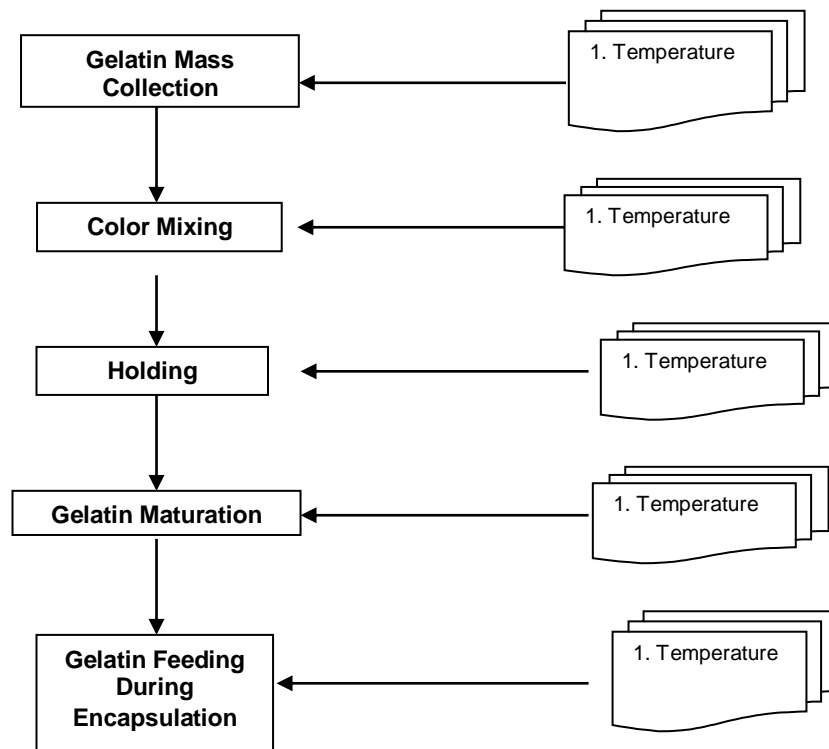 Gelatin Mass
Collection
1. Temperature
Color Mixing
1. Temperature
Holding
1. Temperature
Gelatin Maturation
1. Temperature
Gelatin Feeding
During
Encapsulation
1. Temperature